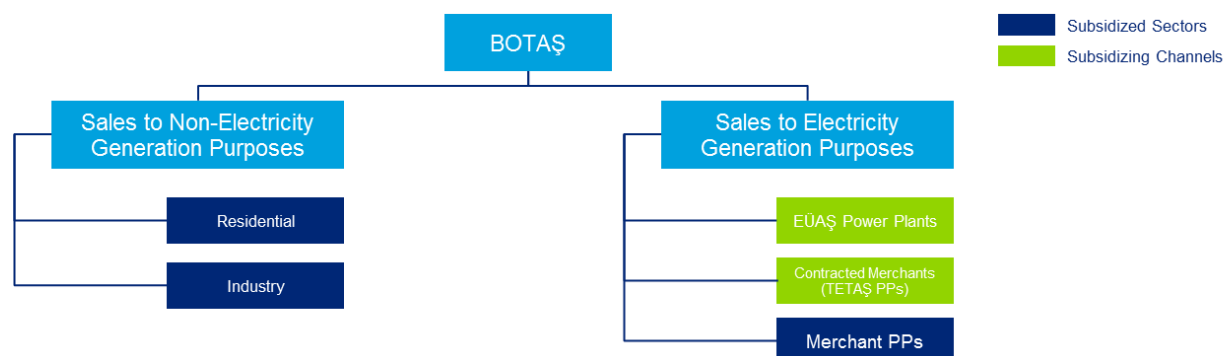 BOTAŞ
Subsidized Sectors
Subsidizing Channels
Sales to Non-Electricity
Generation Purposes
Residential
Industry
Sales to Electricity
Generation Purposes
EÜAŞ Power Plants
Contracted Merchants
(TETAŞ PPs)
Merchant PPs